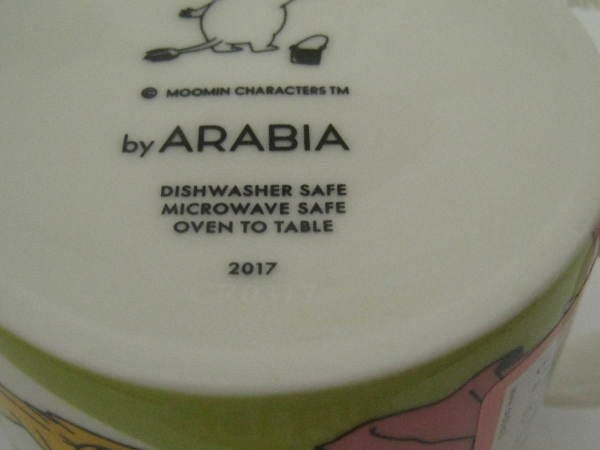 © MOOMIN CHARACTERS TM
by ARABIA
DISHWASHER SAFE
MICROWAVE SAFE
OVEN TO TABLE
2017